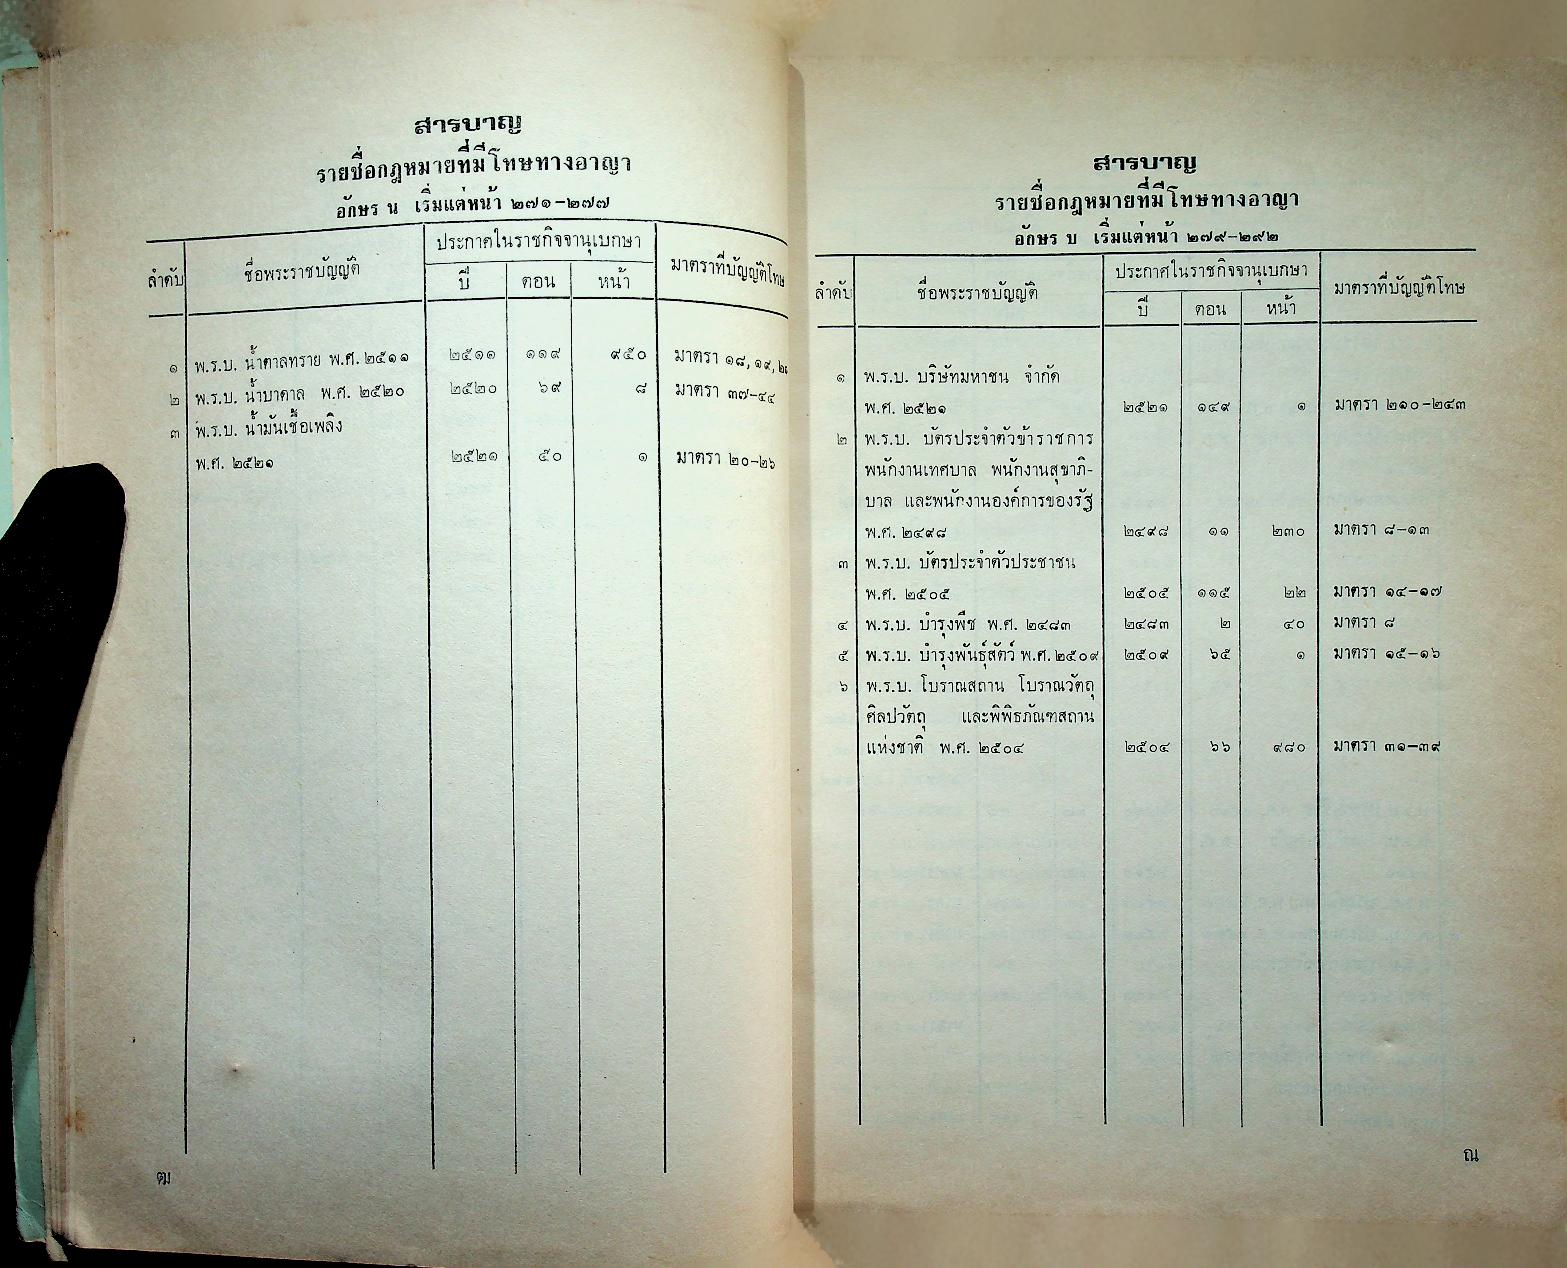 สารบาญ
รายชื่อกฎหมายที่มีโทษทางอาญา
อักษร น เริ่มแต่หน้า ๒๗๑-๒๗๗
ลำดับ ชื่อพระราชบัญญัติ ประกาศในราชกิจจานุเบกษา มาตราที่บัญญัติโทษ
ปี ตอน หน้า
๑ พ.ร.บ. น้ำตาลทราย พ.ศ. ๒๕๑๑ ๒๕๑๑ ๑๑๙ ๙๕๐ มาตรา ๑๘, ๑๙,
๒ พ.ร.บ. น้ำบาดาล พ.ศ. ๒๕๒๐ ๒๕๒๐ ๖๙ ๘ มาตรา ๓๗-๔๔
๓ พ.ร.บ. น้ำมันเชื้อเพลิง
พ.ศ. ๒๕๒๑ ๒๕๒๑ ๕๐ ๑ มาตรา ๒๐-๒๖
ฒ
สารบาญ
รายชื่อกฎหมายที่มีโทษทางอาญา
อักษร บ เริ่มแต่หน้า ๒๗๙-๒๙๒
ลำดับ ชื่อพระราชบัญญัติ ประกาศในราชกิจจานุเบกษา มาตราที่บัญญัติโทษ
ปี ตอน หน้า
๑ พ.ร.บ. บริษัทมหาชน จำกัด
พ.ศ. ๒๕๒๑ ๒๕๒๑ ๑๔๙ ๑ มาตรา ๒๑๐-๒๔๓
๒ พ.ร.บ. บัตรประจำตัวข้าราชการ
พนักงานเทศบาล พนักงานสุขาภิ-
บาล และพนักงานองค์การของรัฐ
พ.ศ. ๒๔๙๘ ๒๔๙๘ ๑๑ ๒๓๐ มาตรา ๘-๑๓
๓ พ.ร.บ. บัตรประจำตัวประชาชน
พ.ศ. ๒๕๐๕ ๒๕๐๕ ๑๑๕ ๒๒ มาตรา ๑๔-๑๗
๔ พ.ร.บ. บำรุงพืช พ.ศ. ๒๔๘๓ ๒๔๘๓ ๒ ๔๐ มาตรา ๘
๕ พ.ร.บ. บำรุงพันธุ์สัตว์ พ.ศ. ๒๕๐๙ ๒๕๐๙ ๖๕ ๑ มาตรา ๑๕-๑๖
๖ พ.ร.บ. โบราณสถาน โบราณวัตถุ
ศิลปวัตถุ และพิพิธภัณฑสถาน
แห่งชาติ พ.ศ. ๒๕๐๔ ๒๕๐๔ ๖๖ ๙๘๐ มาตรา ๓๑-๓๙
ณ